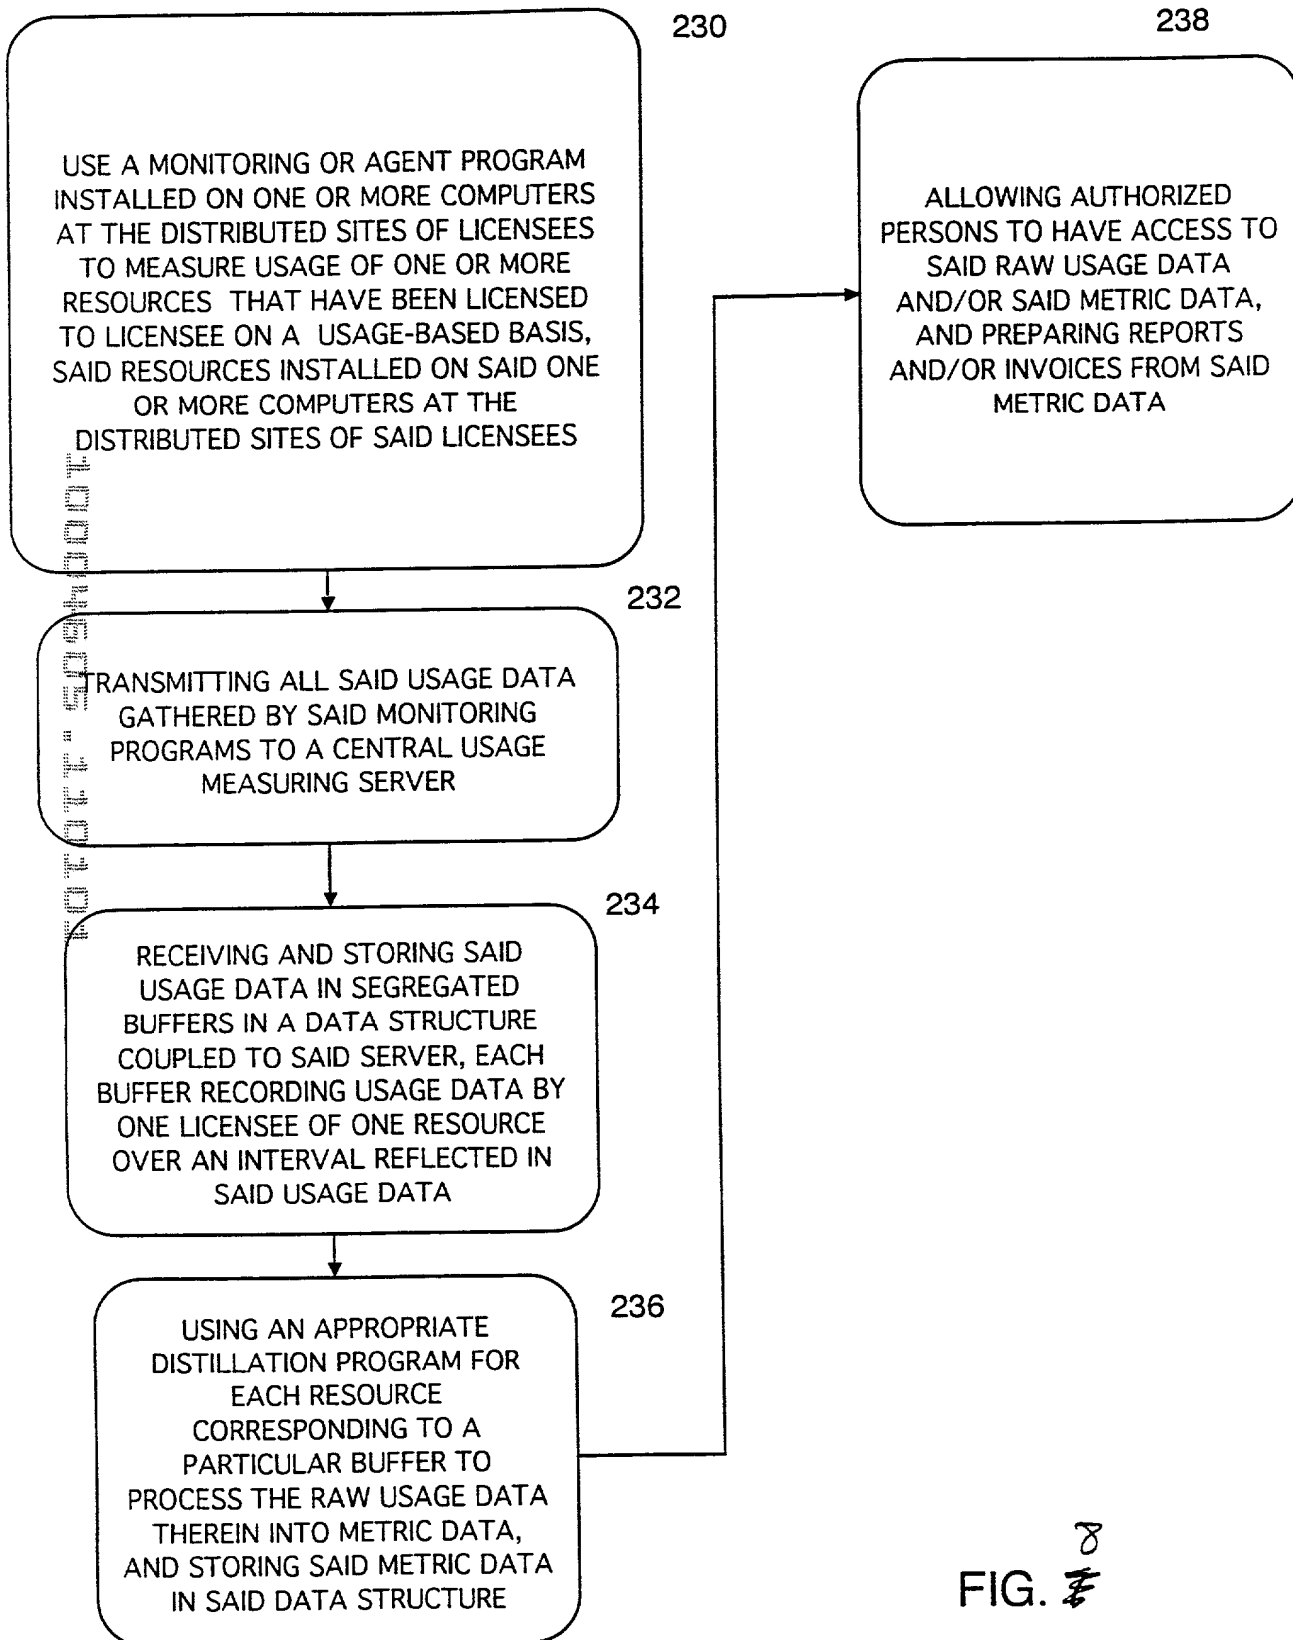 230
USE A MONITORING OR AGENT PROGRAM
INSTALLED ON ONE OR MORE COMPUTERS
AT THE DISTRIBUTED SITES OF LICENSEES
TO MEASURE USAGE OF ONE OR MORE
RESOURCES THAT HAVE BEEN LICENSED
TO LICENSEE ON A USAGE-BASED BASIS,
SAID RESOURCES INSTALLED ON SAID ONE
OR MORE COMPUTERS AT THE
DISTRIBUTED SITES OF SAID LICENSEES
232
TRANSMITTING ALL SAID USAGE DATA
GATHERED BY SAID MONITORING
PROGRAMS TO A CENTRAL USAGE
MEASURING SERVER
234
RECEIVING AND STORING SAID
USAGE DATA IN SEGREGATED
BUFFERS IN A DATA STRUCTURE
COUPLED TO SAID SERVER, EACH
BUFFER RECORDING USAGE DATA BY
ONE LICENSEE OF ONE RESOURCE
OVER AN INTERVAL REFLECTED IN
SAID USAGE DATA
236
USING AN APPROPRIATE
DISTILLATION PROGRAM FOR
EACH RESOURCE
CORRESPONDING TO A
PARTICULAR BUFFER TO
PROCESS THE RAW USAGE DATA
THEREIN INTO METRIC DATA,
AND STORING SAID METRIC DATA
IN SAID DATA STRUCTURE
238
ALLOWING AUTHORIZED
PERSONS TO HAVE ACCESS TO
SAID RAW USAGE DATA
AND/OR SAID METRIC DATA,
AND PREPARING REPORTS
AND/OR INVOICES FROM SAID
METRIC DATA
8
FIG.